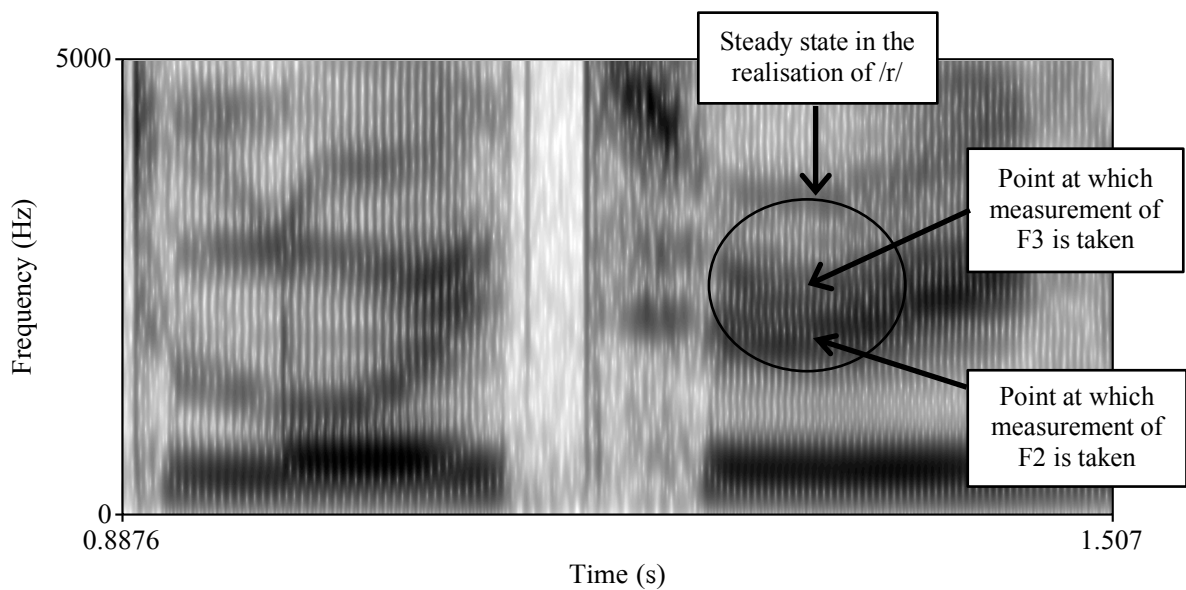 Steady state in the
realisation of /r/
5000
Point at which
measurement of
F3 is taken
Frequency (Hz)
Point at which
measurement of
F2 is taken
0
0.8876
1.507
Time (s)